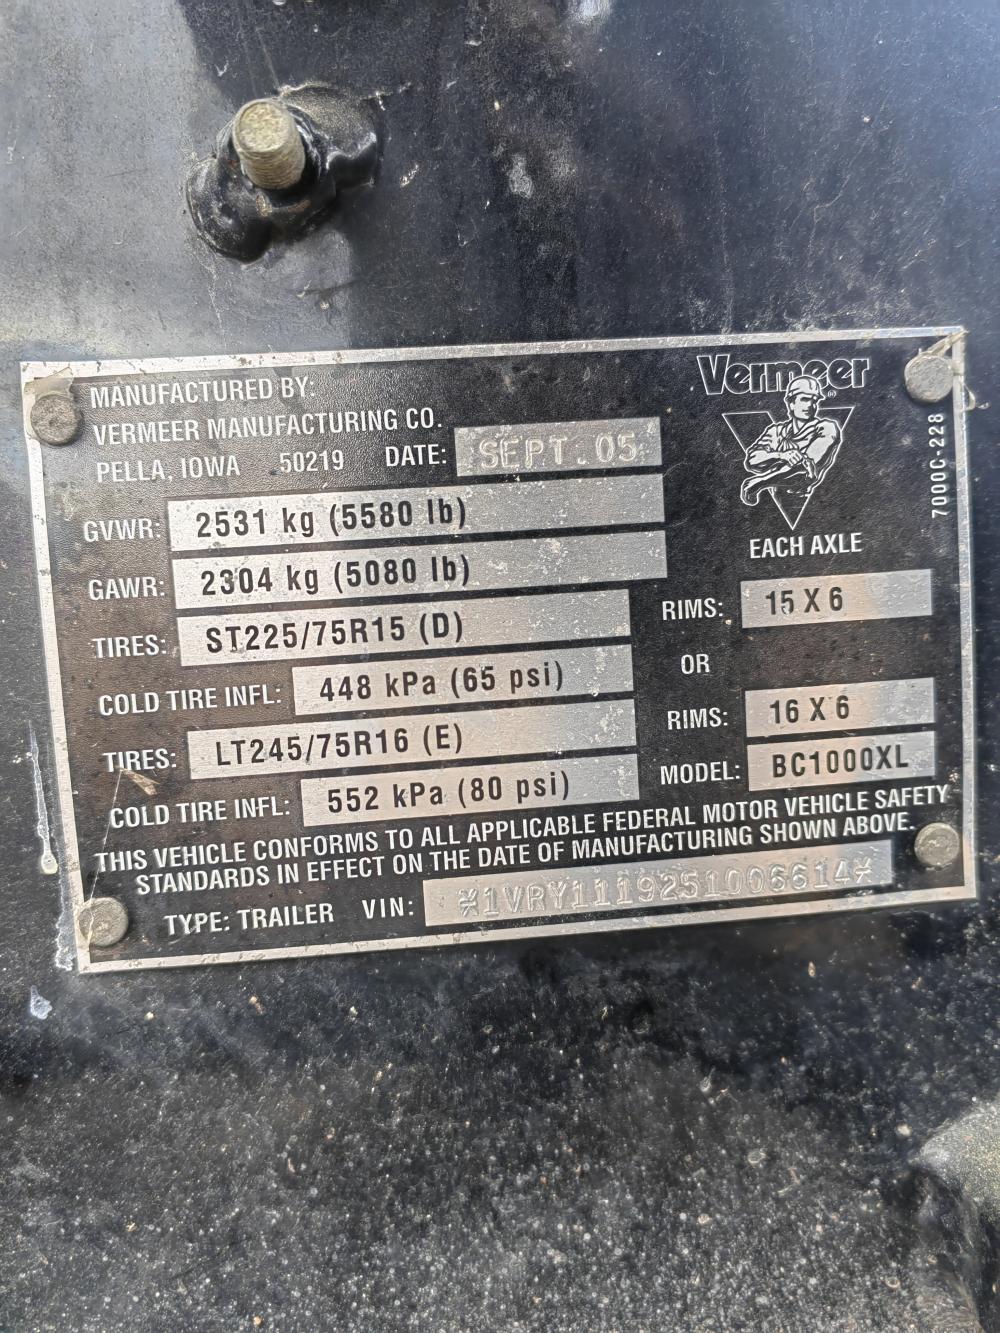 Vermeer
MANUFACTURED BY:
VERMEER MANUFACTURING CO.
PELLA, IOWA 50219 DATE: SEPT.05
7000C-228
GVWR: 2531 kg (5580 lb)
EACH AXLE
GAWR: 2304 kg (5080 lb)
TIRES: ST225/75R15 (D) RIMS: 15 X 6
COLD TIRE INFL: 448 kPa (65 psi) OR
TIRES: LT245/75R16 (E) RIMS: 16 X 6
COLD TIRE INFL: 552 kPa (80 psi) MODEL: BC1000XL
THIS VEHICLE CONFORMS TO ALL APPLICABLE FEDERAL MOTOR VEHICLE SAFETY
STANDARDS IN EFFECT ON THE DATE OF MANUFACTURING SHOWN ABOVE.
TYPE: TRAILER VIN: *1VRY1119251006614*